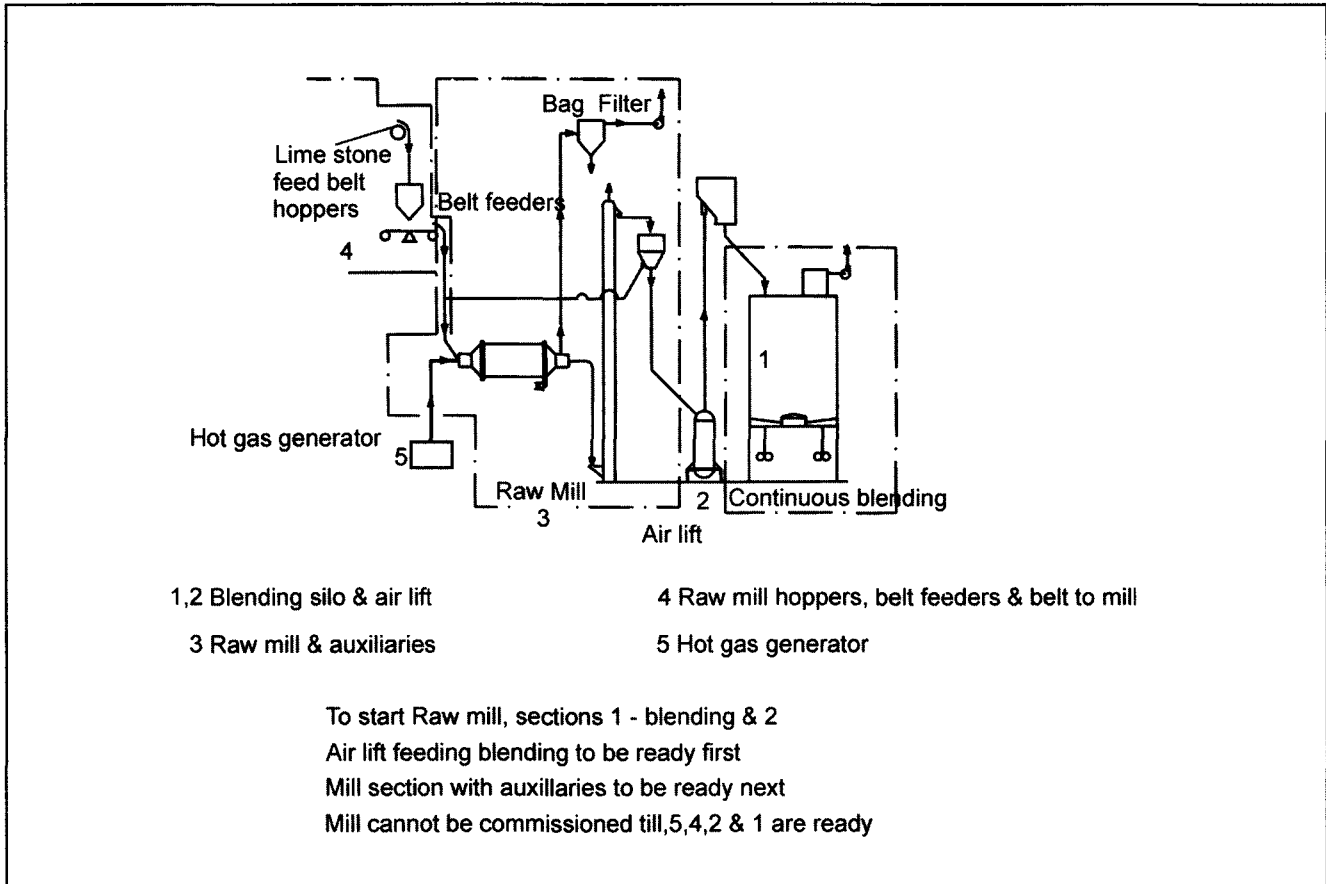 Bag Filter
Lime stone
feed belt
hoppers
Belt feeders
4
1
Hot gas generator
5
Raw Mill
3
2
Continuous blending
Air lift
1,2 Blending silo & air lift
4 Raw mill hoppers, belt feeders & belt to mill
3 Raw mill & auxiliaries
5 Hot gas generator
To start Raw mill, sections 1 - blending & 2
Air lift feeding blending to be ready first
Mill section with auxillaries to be ready next
Mill cannot be commissioned till,5,4,2 & 1 are ready